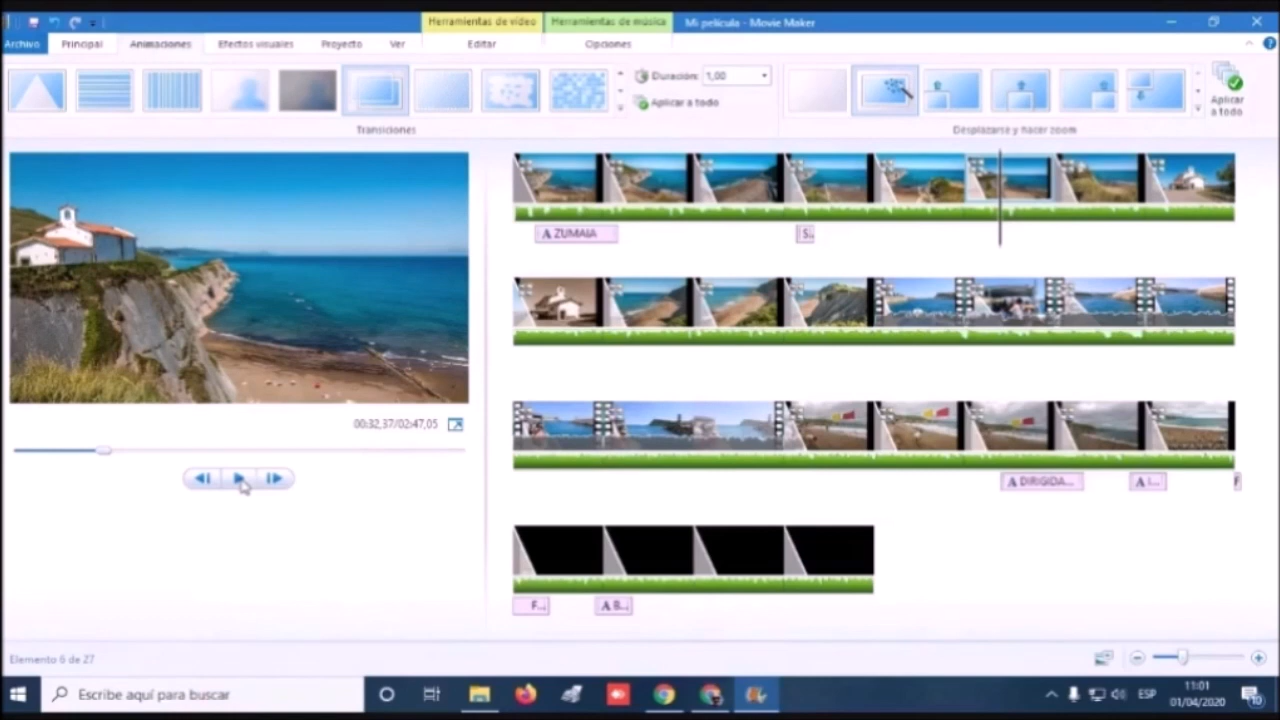 Herramientas de vídeo
Herramientas de música
Mi película - Movie Maker
Archivo
Principal
Animaciones
Efectos visuales
Proyecto
Ver
Editar
Opciones
Duración: 1,00
Aplicar a todo
Aplicar
a todo
Transiciones
Desplazarse y hacer zoom
A ZUMAIA
00:32,37/02:47,05
A DIRIGIDA...
A I...
F...
A B...
Elemento 6 de 27
Escribe aquí para buscar
ESP
11:01
01/04/2020